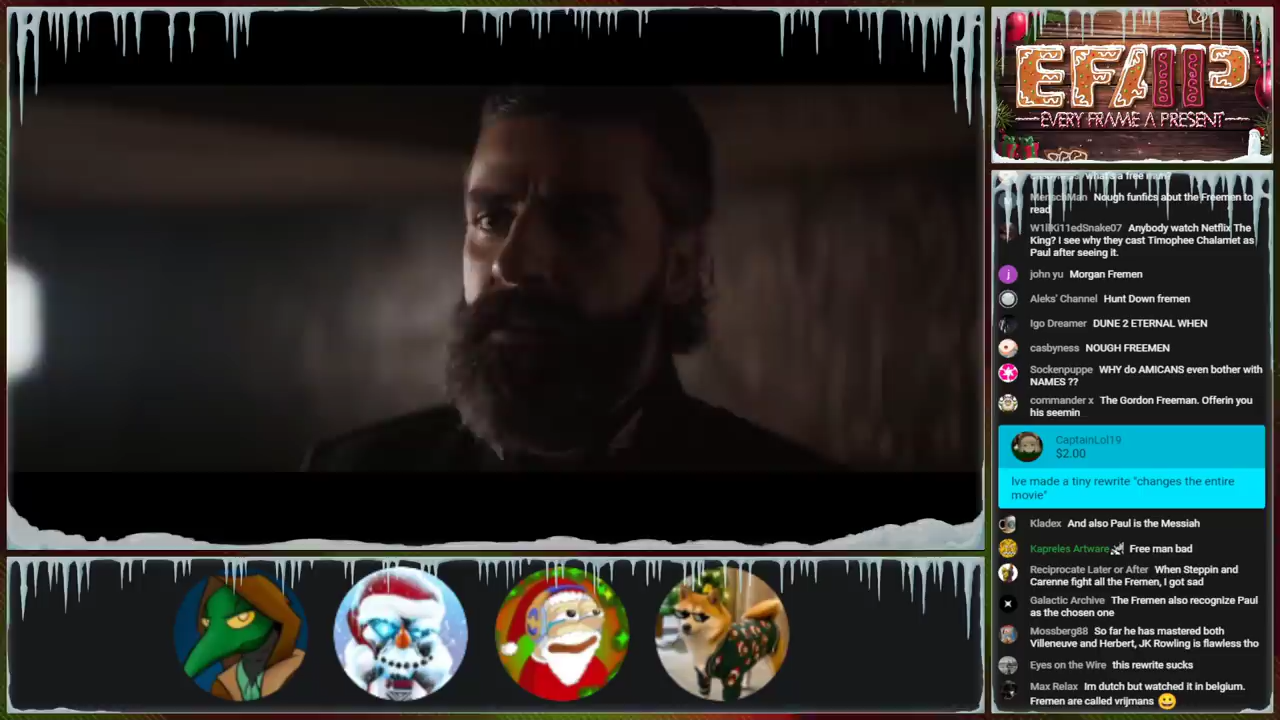 EFAP
EVERY FRAME A PRESENT
what's a free mun?
MenschMan Nough funfics abut the Freemen to
read
W1llKi11edSnake07 Anybody watch Netflix The
King? I see why they cast Timophee Chalamet as
Paul after seeing it.
j john yu Morgan Fremen
Aleks' Channel Hunt Down fremen
Igo Dreamer DUNE 2 ETERNAL WHEN
casbyness NOUGH FREEMEN
Sockenpuppe WHY do AMICANS even bother with
NAMES ??
commander x The Gordon Freeman. Offerin you
his seemin
CaptainLol19
$2.00
Ive made a tiny rewrite "changes the entire
movie"
Kladex And also Paul is the Messiah
Kapreles Artware Free man bad
Reciprocate Later or After When Steppin and
Carenne fight all the Fremen, I got sad
Galactic Archive The Fremen also recognize Paul
as the chosen one
Mossberg88 So far he has mastered both
Villeneuve and Herbert, JK Rowling is flawless tho
Eyes on the Wire this rewrite sucks
Max Relax Im dutch but watched it in belgium.
Fremen are called vrijmans 😀